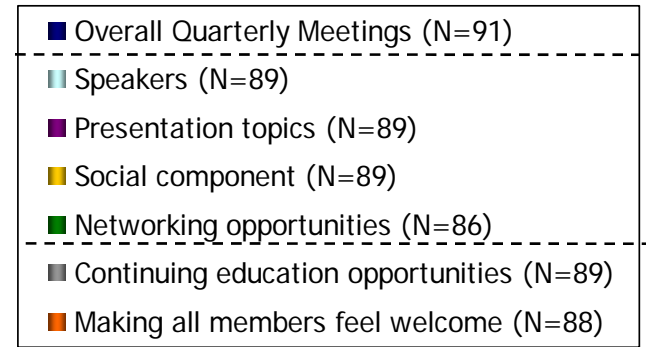 Overall Quarterly Meetings (N=91)
Speakers (N=89)
Presentation topics (N=89)
Social component (N=89)
Networking opportunities (N=86)
Continuing education opportunities (N=89)
Making all members feel welcome (N=88)